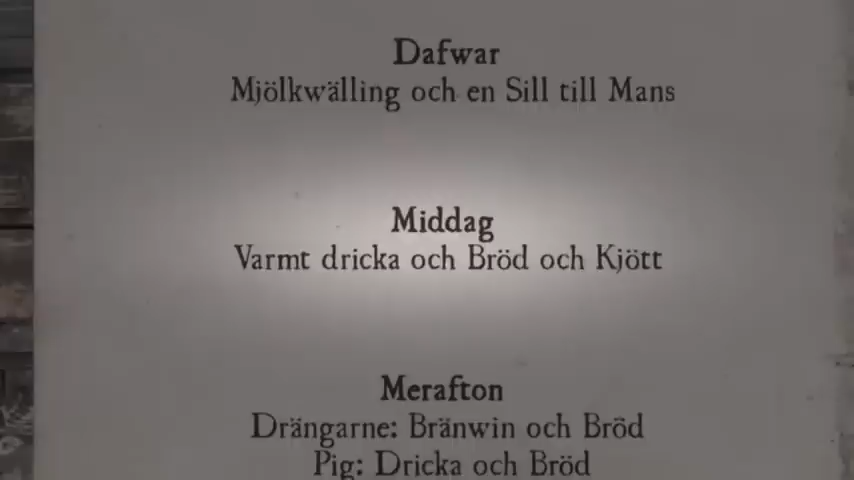 Dafwar
Mjölkwälling och en Sill till Mans
Middag
Varmt dricka och Bröd och Kjött
Merafton
Drängarne: Bränwin och Bröd
Pig: Dricka och Bröd